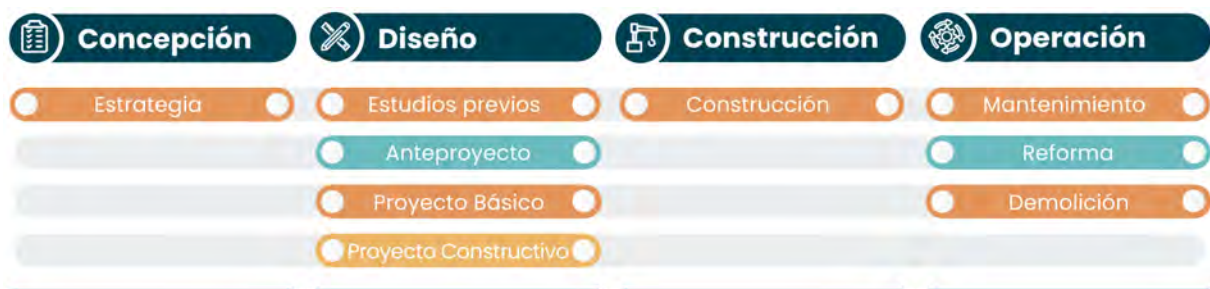 Concepción
Diseño
Construcción
Operación
Estrategia
Estudios previos
Construcción
Mantenimiento
Anteproyecto
Reforma
Proyecto Básico
Demolición
Proyecto Constructivo